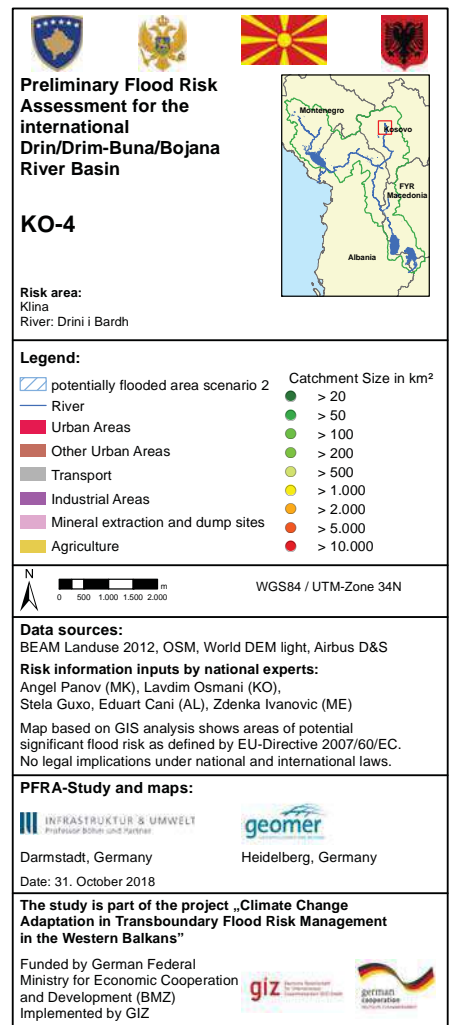 Preliminary Flood Risk
Assessment for the
international
Drin/Drim-Buna/Bojana
River Basin
KO-4
Risk area:
Klina
River: Drini i Bardh
Montenegro
Kosovo
FYR
Macedonia
Albania
Legend:
potentially flooded area scenario 2
River
Urban Areas
Other Urban Areas
Transport
Industrial Areas
Mineral extraction and dump sites
Agriculture
Catchment Size in km²
> 20
> 50
> 100
> 200
> 500
> 1.000
> 2.000
> 5.000
> 10.000
N
m
0 500 1.000 1.500 2.000
WGS84 / UTM-Zone 34N
Data sources:
BEAM Landuse 2012, OSM, World DEM light, Airbus D&S
Risk information inputs by national experts:
Angel Panov (MK), Lavdim Osmani (KO),
Stela Guxo, Eduart Cani (AL), Zdenka Ivanovic (ME)
Map based on GIS analysis shows areas of potential
significant flood risk as defined by EU-Directive 2007/60/EC.
No legal implications under national and international laws.
PFRA-Study and maps:
INFRASTRUKTUR & UMWELT
Professor Böhm und Partner
geomer
Darmstadt, Germany
Heidelberg, Germany
Date: 31. October 2018
The study is part of the project „Climate Change
Adaptation in Transboundary Flood Risk Management
in the Western Balkans”
Funded by German Federal
Ministry for Economic Cooperation
and Development (BMZ)
Implemented by GIZ
giz
german
cooperation